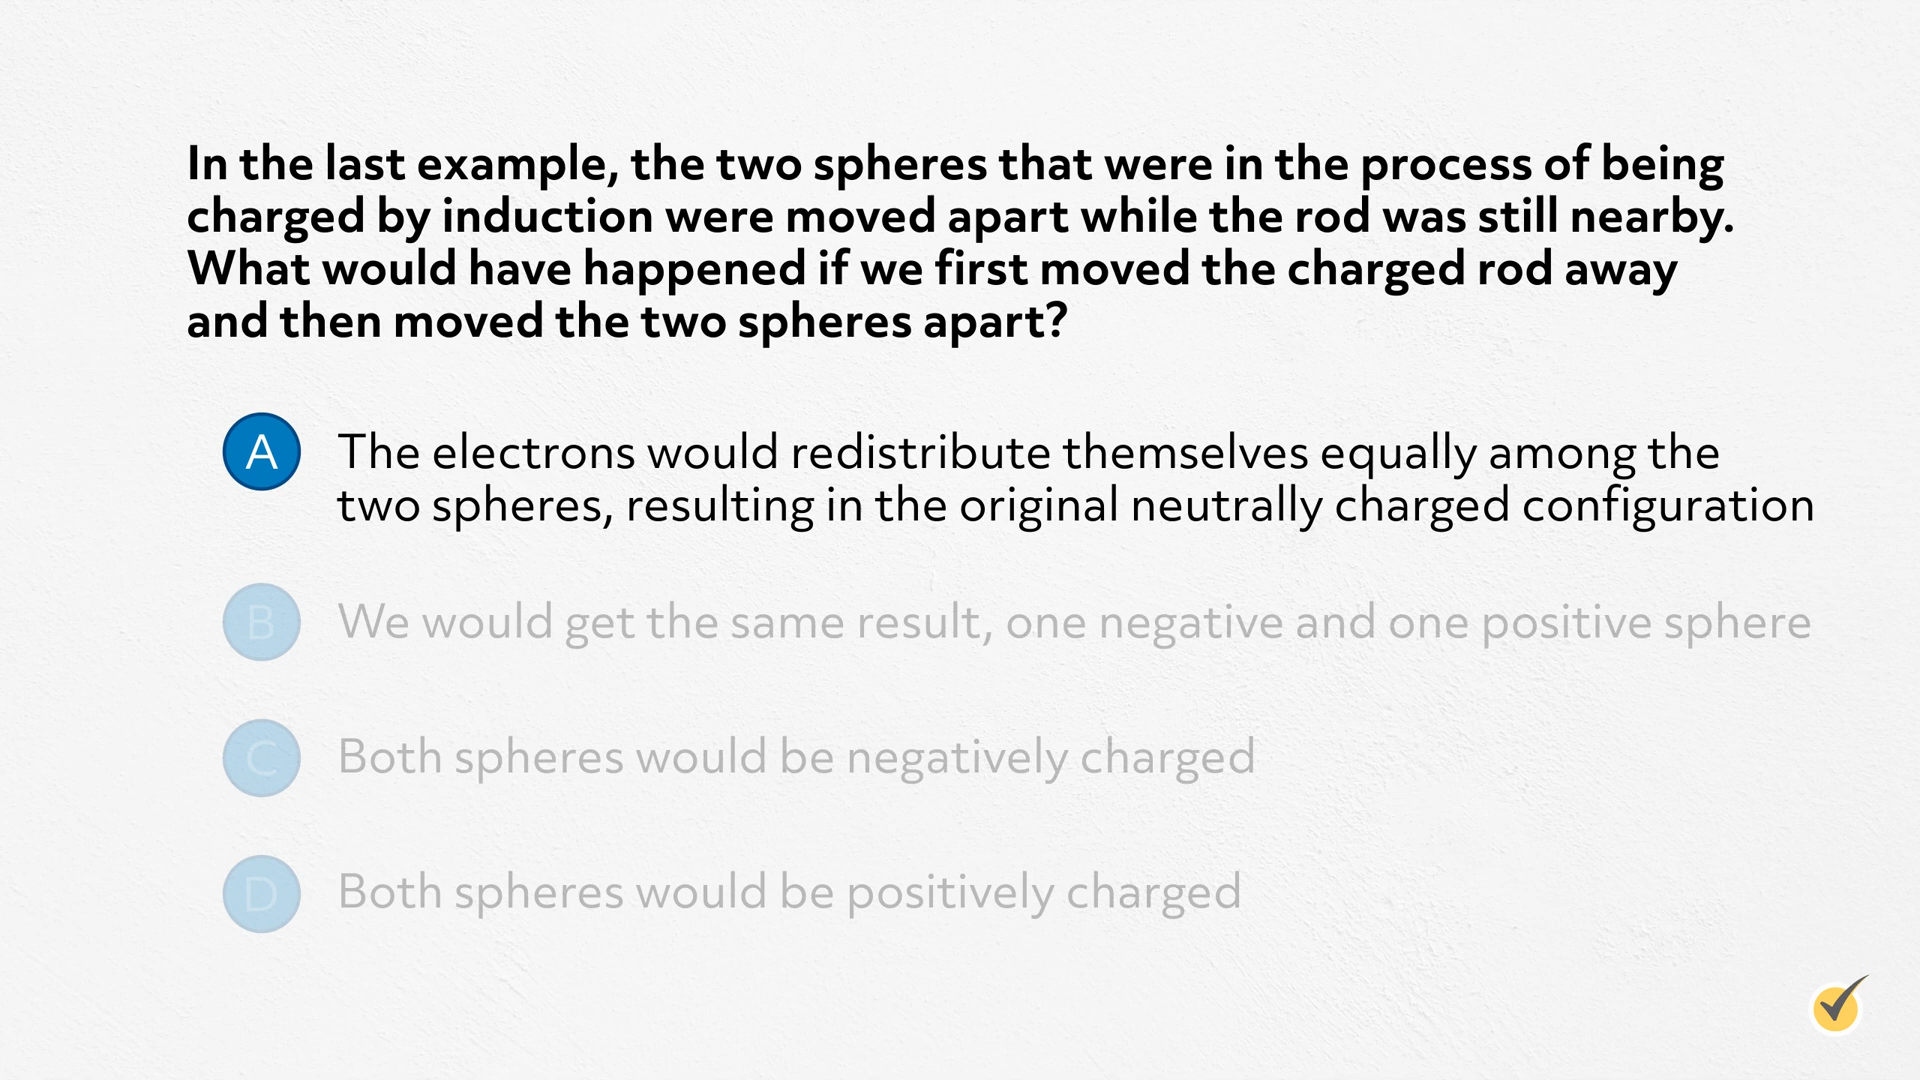 In the last example, the two spheres that were in the process of being
charged by induction were moved apart while the rod was still nearby.
What would have happened if we first moved the charged rod away
and then moved the two spheres apart?
A The electrons would redistribute themselves equally among the
two spheres, resulting in the original neutrally charged configuration
B We would get the same result, one negative and one positive sphere
C Both spheres would be negatively charged
D Both spheres would be positively charged